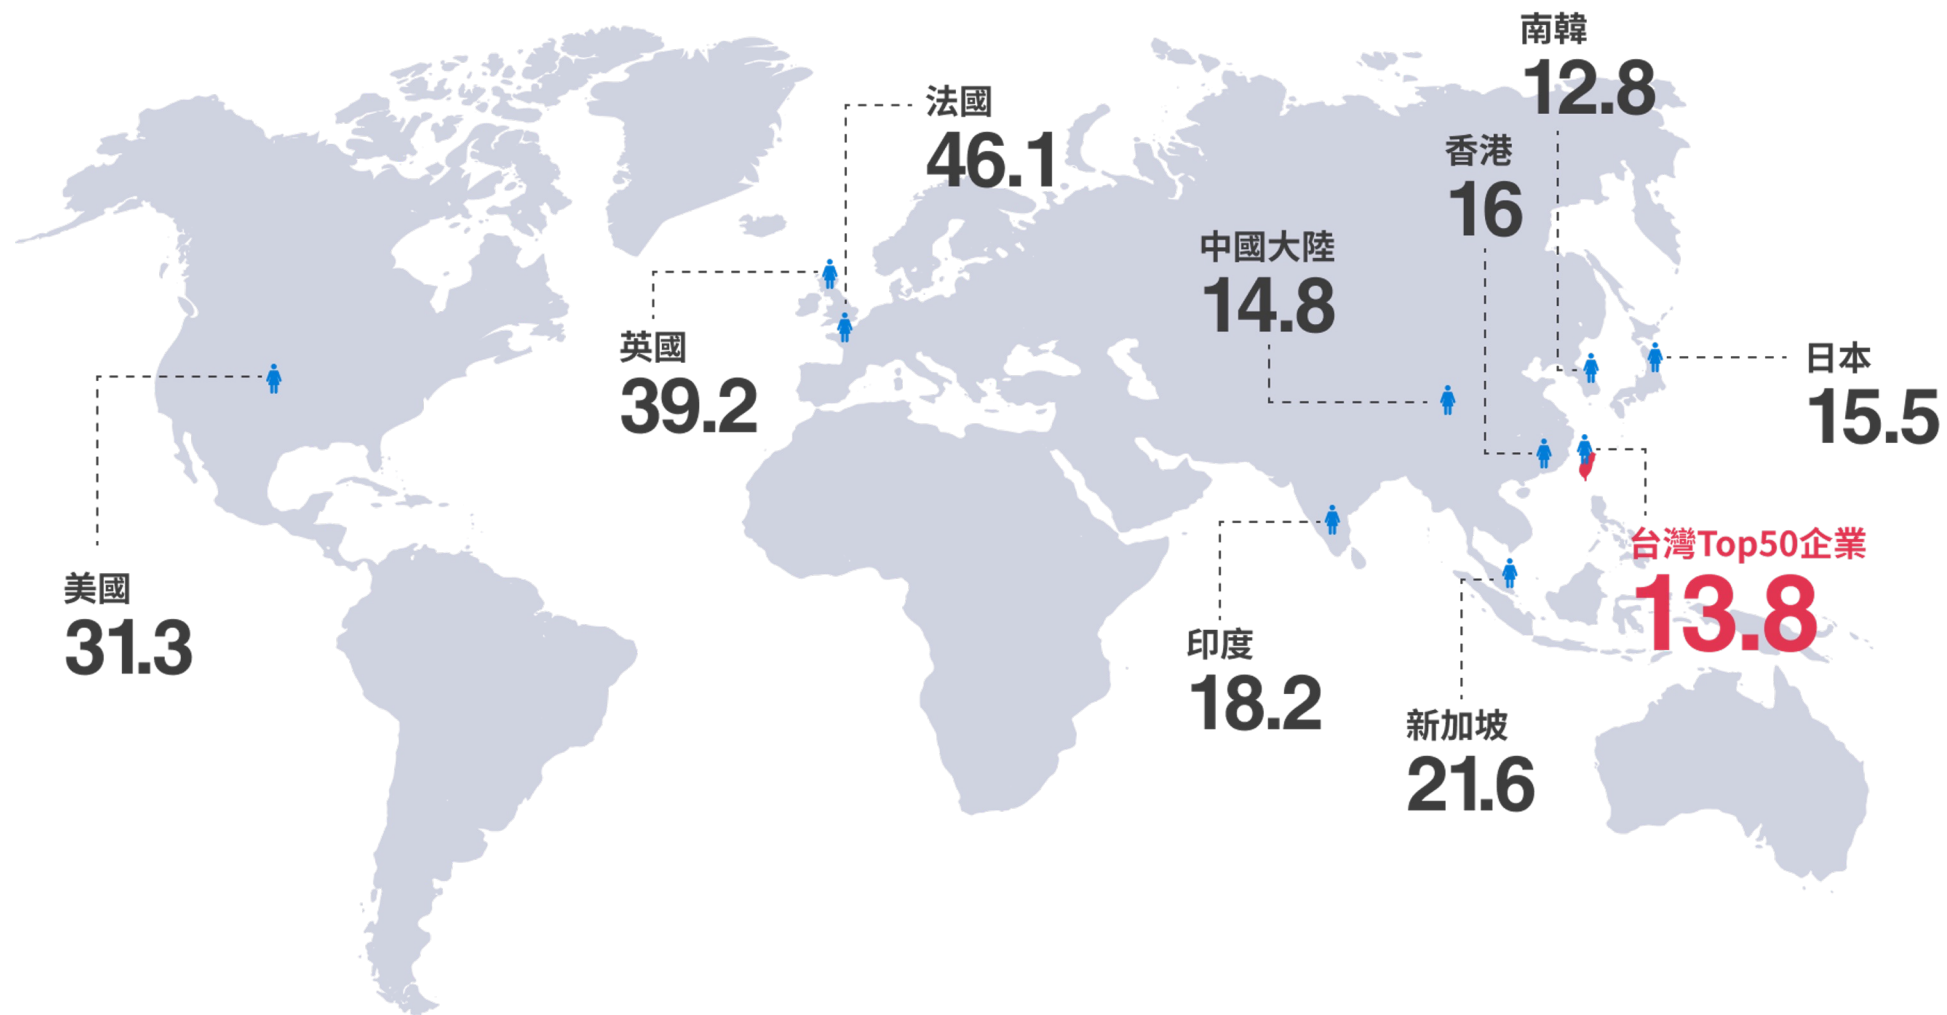 南韓
12.8
法國
46.1
香港
16
中國大陸
14.8
英國
39.2
日本
15.5
台灣Top50企業
13.8
美國
31.3
印度
18.2
新加坡
21.6